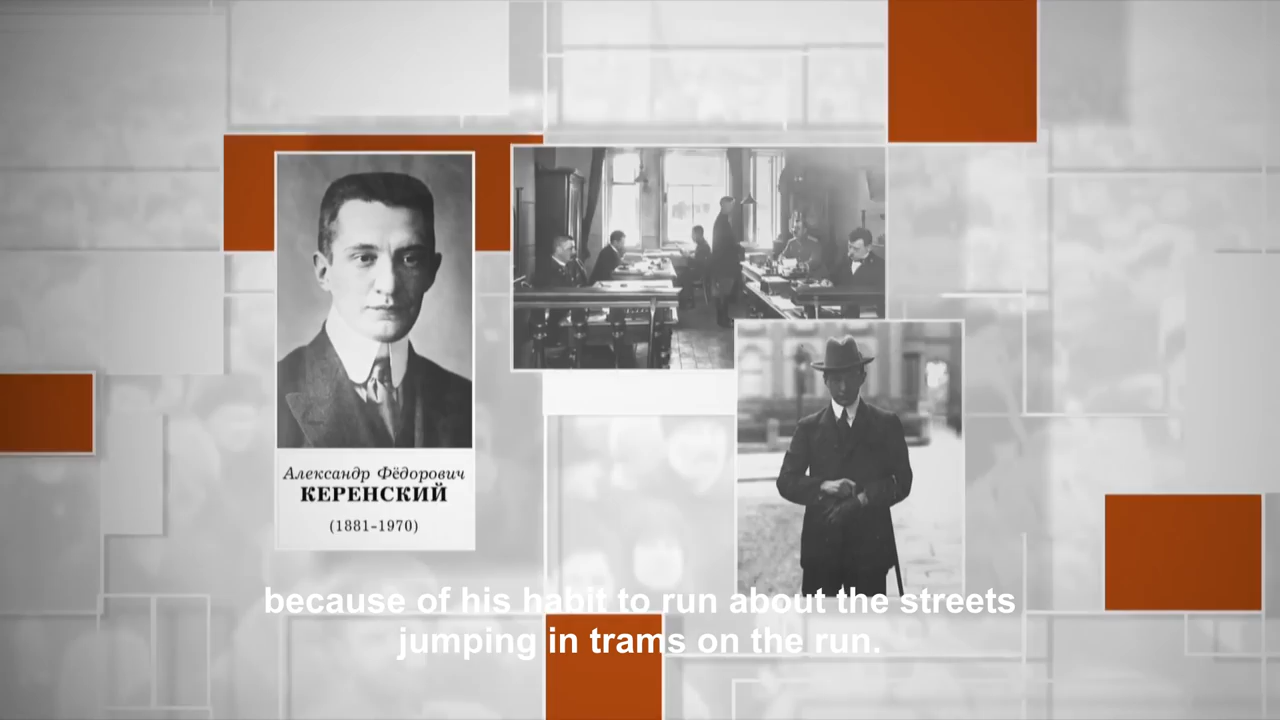 Александр Фёдорович
КЕРЕНСКИЙ
(1881–1970)
because of his habit to run about the streets
jumping in trams on the run.